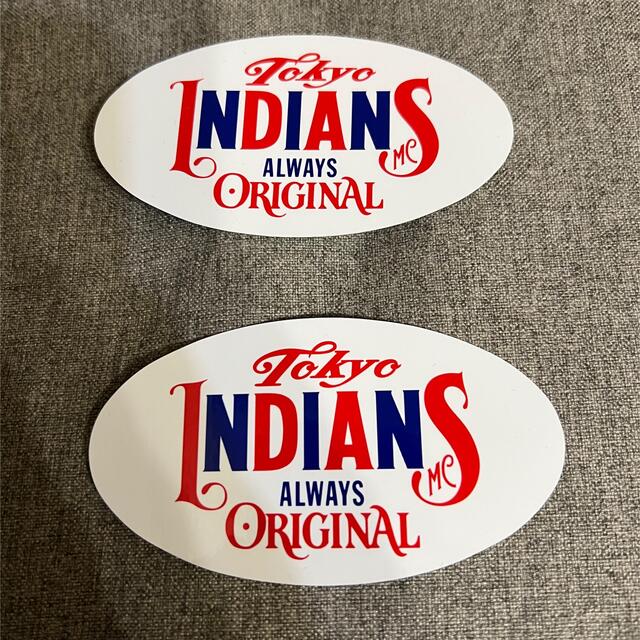 Tokyo
INDIANS MC
ALWAYS
ORIGINAL
Tokyo
INDIANS MC
ALWAYS
ORIGINAL